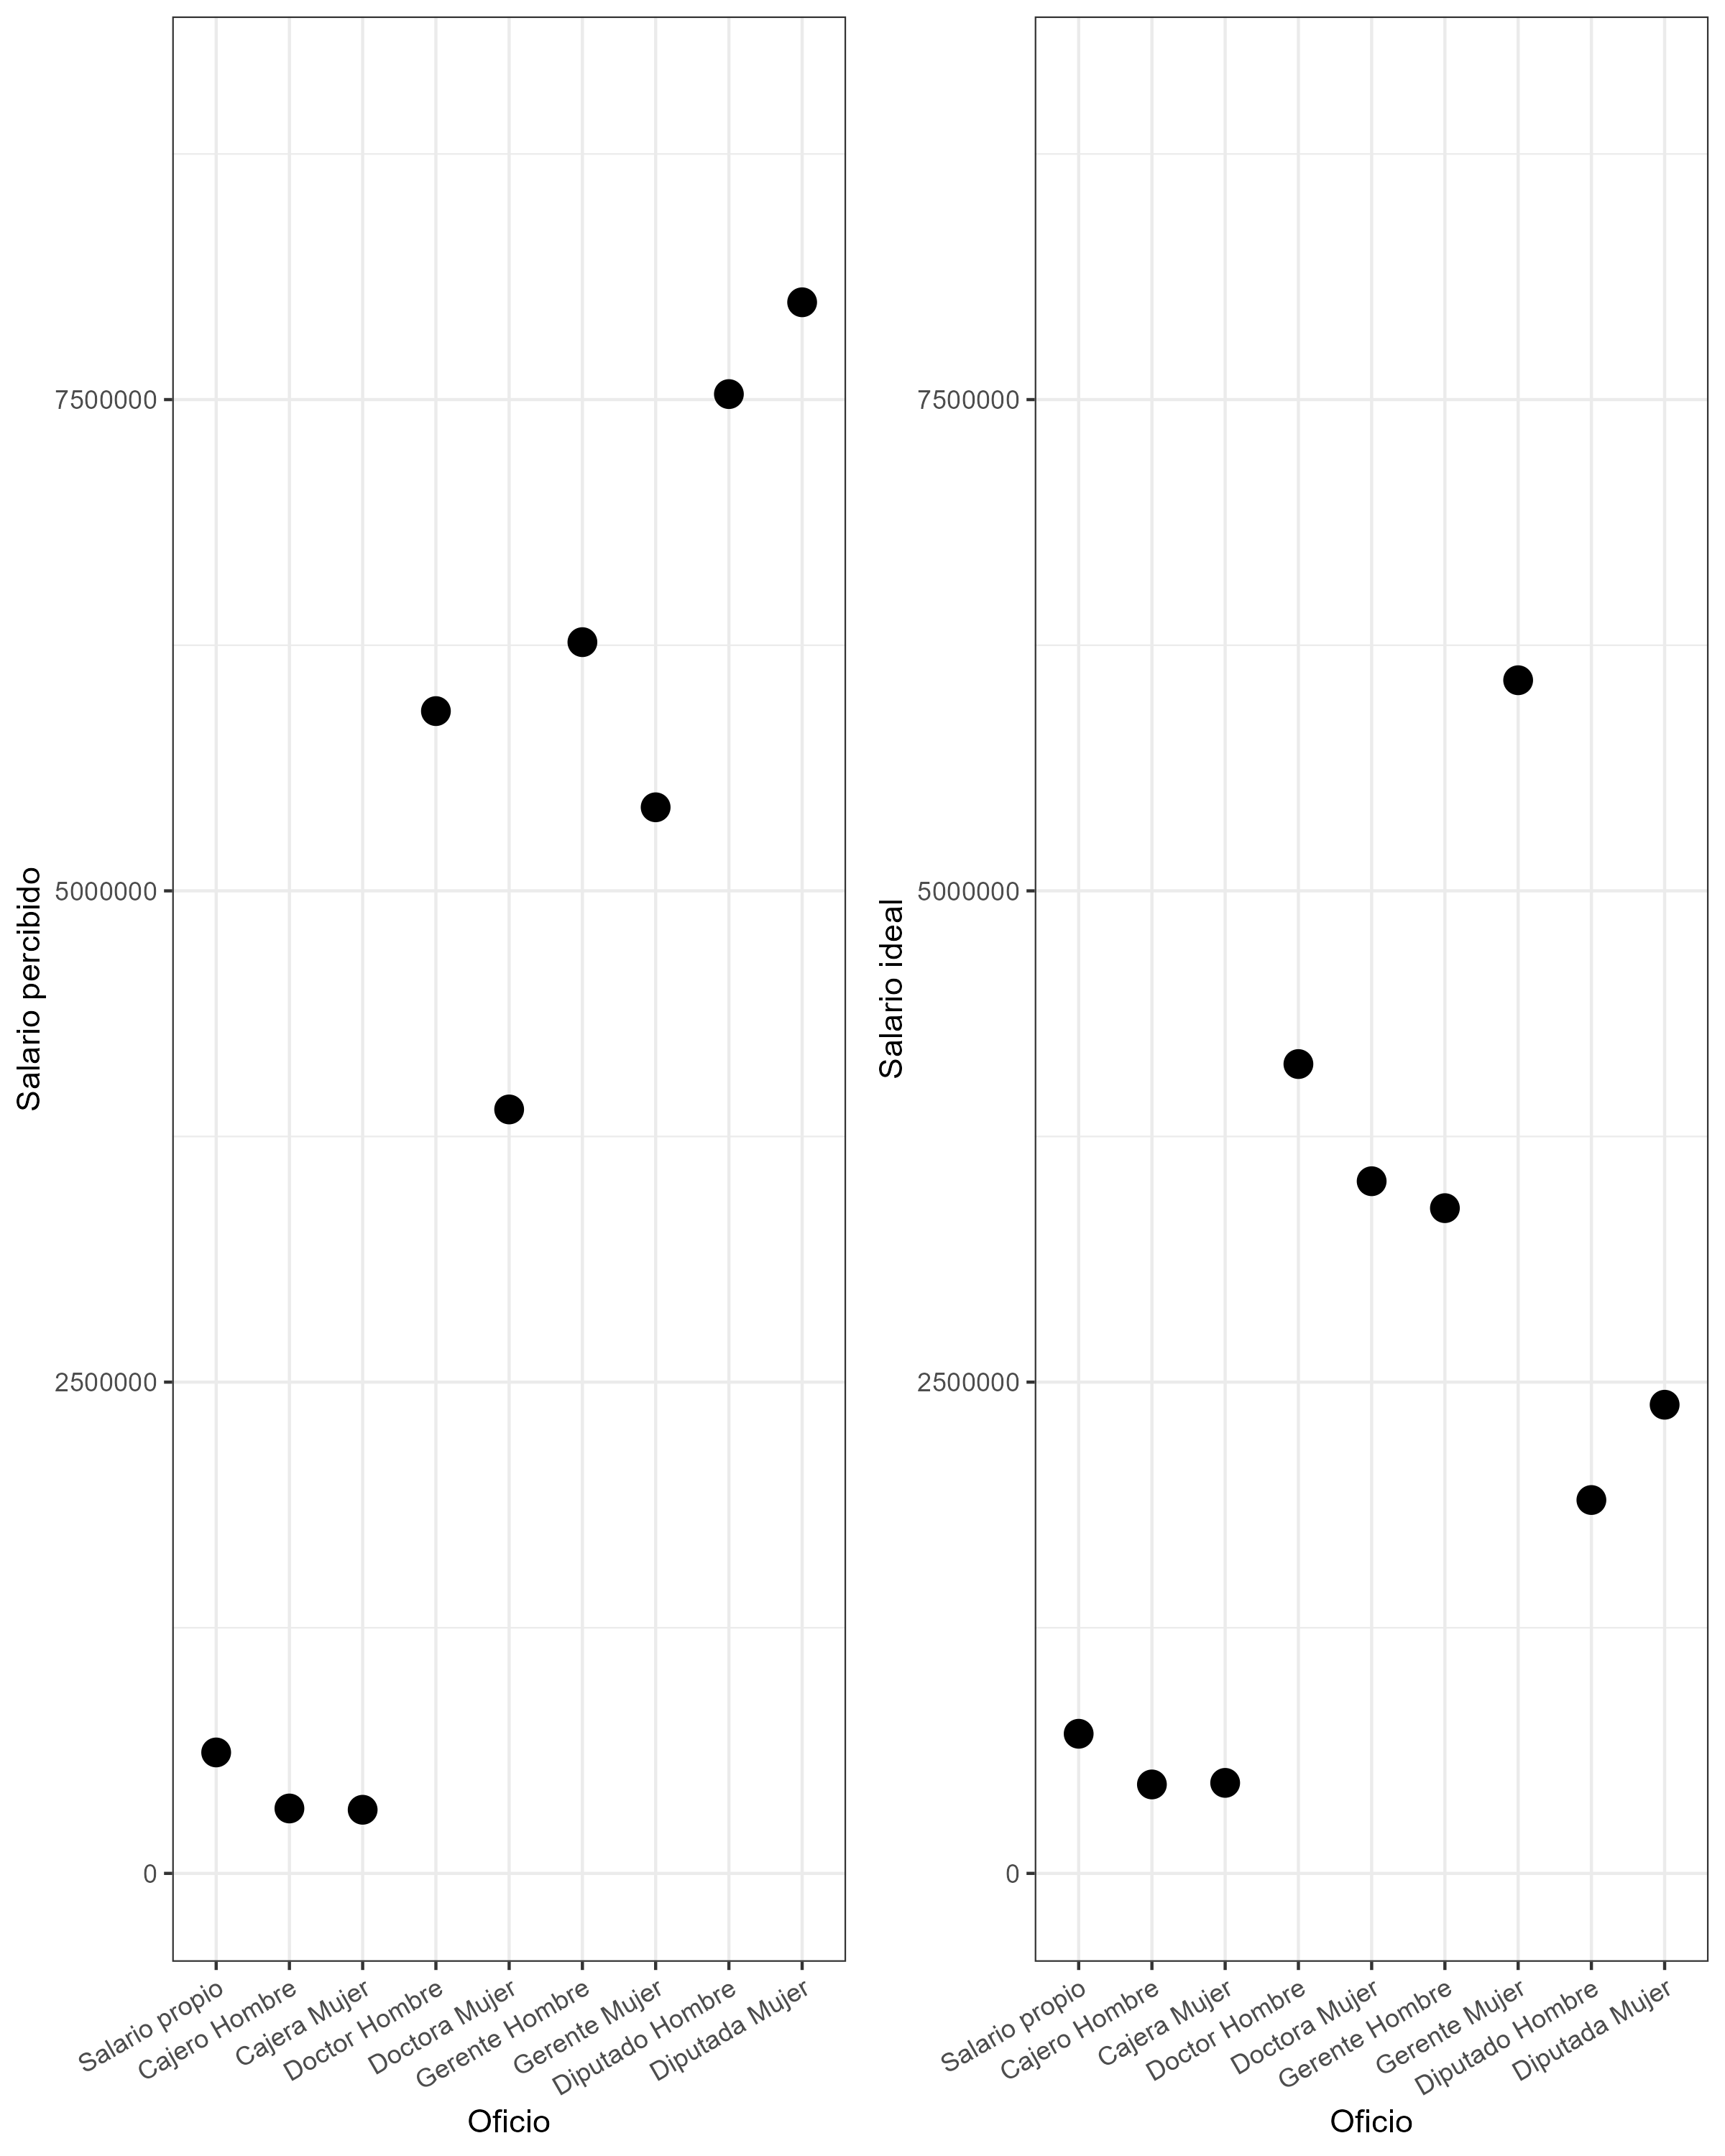 Salario percibido
7500000
5000000
2500000
0
Salario propio
Cajero Hombre
Cajera Mujer
Doctor Hombre
Doctora Mujer
Gerente Hombre
Gerente Mujer
Diputado Hombre
Diputada Mujer
Oficio
Salario ideal
7500000
5000000
2500000
0
Salario propio
Cajero Hombre
Cajera Mujer
Doctor Hombre
Doctora Mujer
Gerente Hombre
Gerente Mujer
Diputado Hombre
Diputada Mujer
Oficio